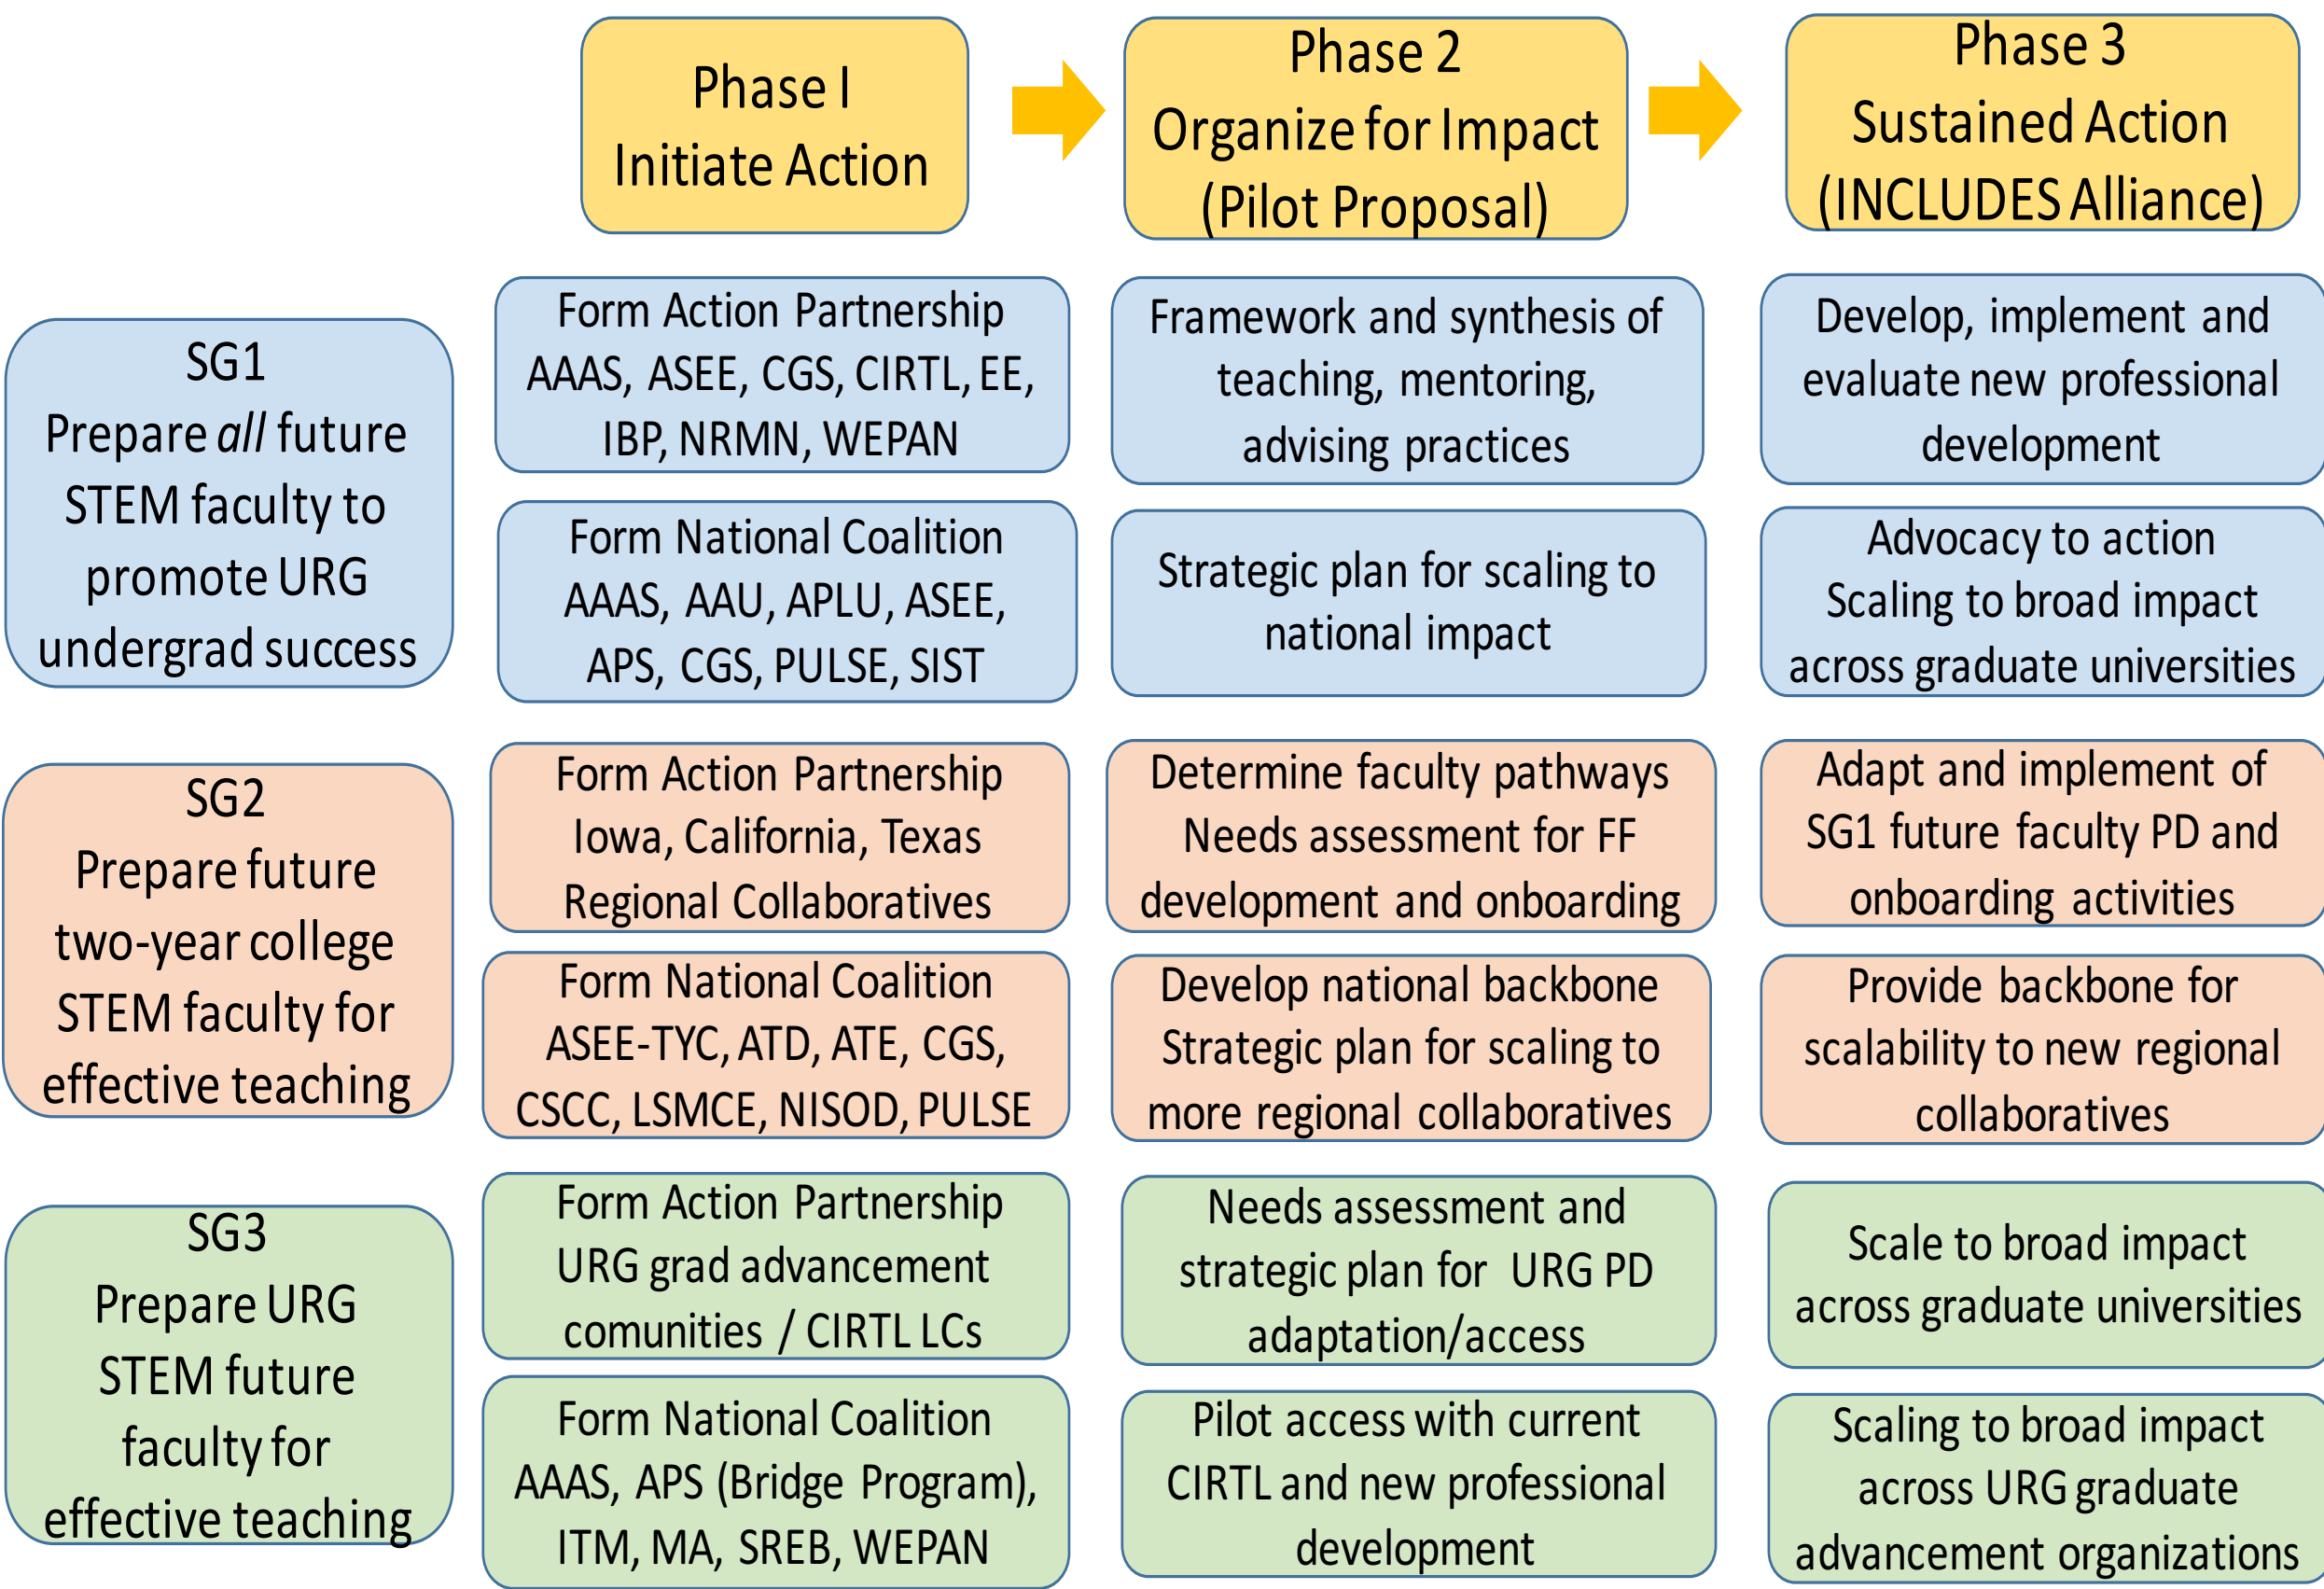 Phase I
Initiate Action
Phase 2
Organize for Impact
(Pilot Proposal)
Phase 3
Sustained Action
(INCLUDES Alliance)
SG1
Prepare all future
STEM faculty to
promote URG
undergrad success
Form Action Partnership
AAAS, ASEE, CGS, CIRTL, EE,
IBP, NRMN, WEPAN
Framework and synthesis of
teaching, mentoring,
advising practices
Develop, implement and
evaluate new professional
development
Form National Coalition
AAAS, AAU, APLU, ASEE,
APS, CGS, PULSE, SIST
Strategic plan for scaling to
national impact
Advocacy to action
Scaling to broad impact
across graduate universities
SG2
Prepare future
two-year college
STEM faculty for
effective teaching
Form Action Partnership
Iowa, California, Texas
Regional Collaboratives
Determine faculty pathways
Needs assessment for FF
development and onboarding
Adapt and implement of
SG1 future faculty PD and
onboarding activities
Form National Coalition
ASEE-TYC, ATD, ATE, CGS,
CSCC, LSMCE, NISOD, PULSE
Develop national backbone
Strategic plan for scaling to
more regional collaboratives
Provide backbone for
scalability to new regional
collaboratives
SG3
Prepare URG
STEM future
faculty for
effective teaching
Form Action Partnership
URG grad advancement
comunities / CIRTL LCs
Needs assessment and
strategic plan for URG PD
adaptation/access
Scale to broad impact
across graduate universities
Form National Coalition
AAAS, APS (Bridge Program),
ITM, MA, SREB, WEPAN
Pilot access with current
CIRTL and new professional
development
Scaling to broad impact
across URG graduate
advancement organizations